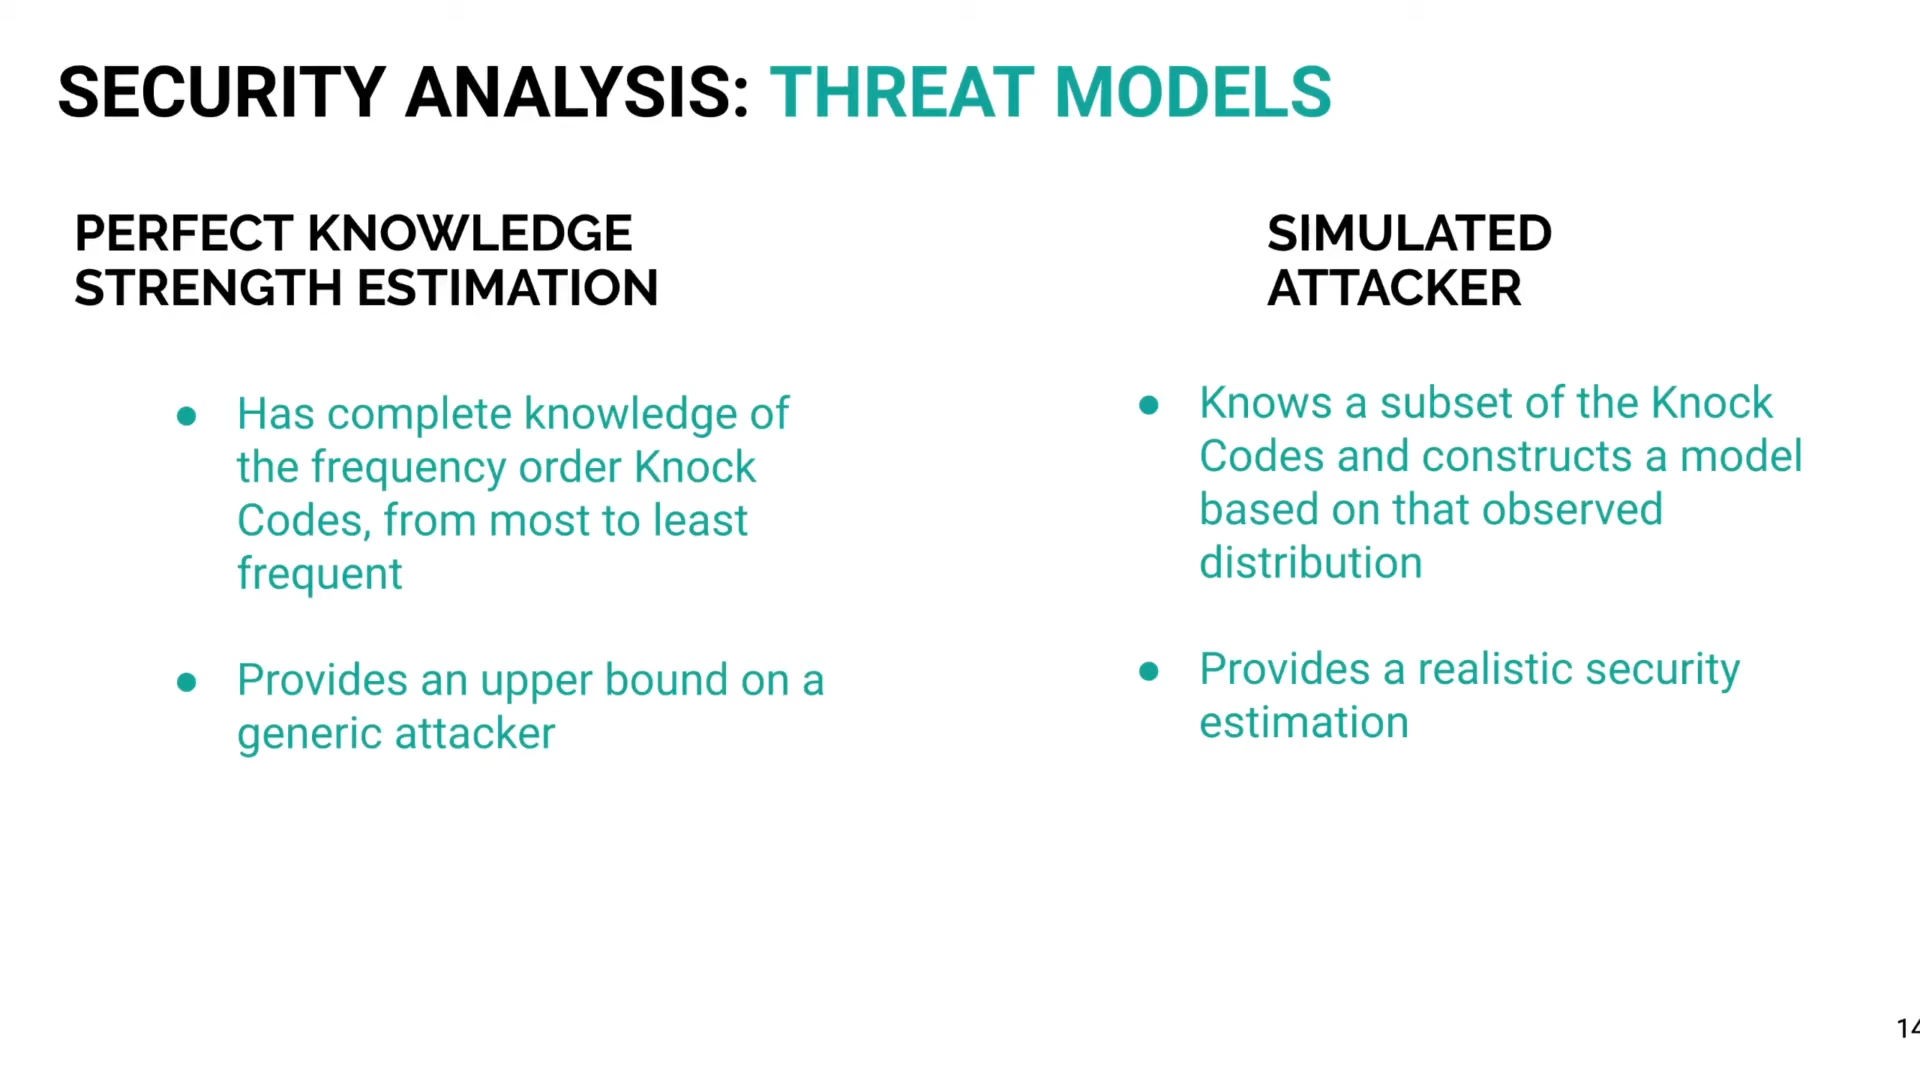 SECURITY ANALYSIS: THREAT MODELS
PERFECT KNOWLEDGE
STRENGTH ESTIMATION
● Has complete knowledge of
the frequency order Knock
Codes, from most to least
frequent
● Provides an upper bound on a
generic attacker
SIMULATED
ATTACKER
● Knows a subset of the Knock
Codes and constructs a model
based on that observed
distribution
● Provides a realistic security
estimation
14